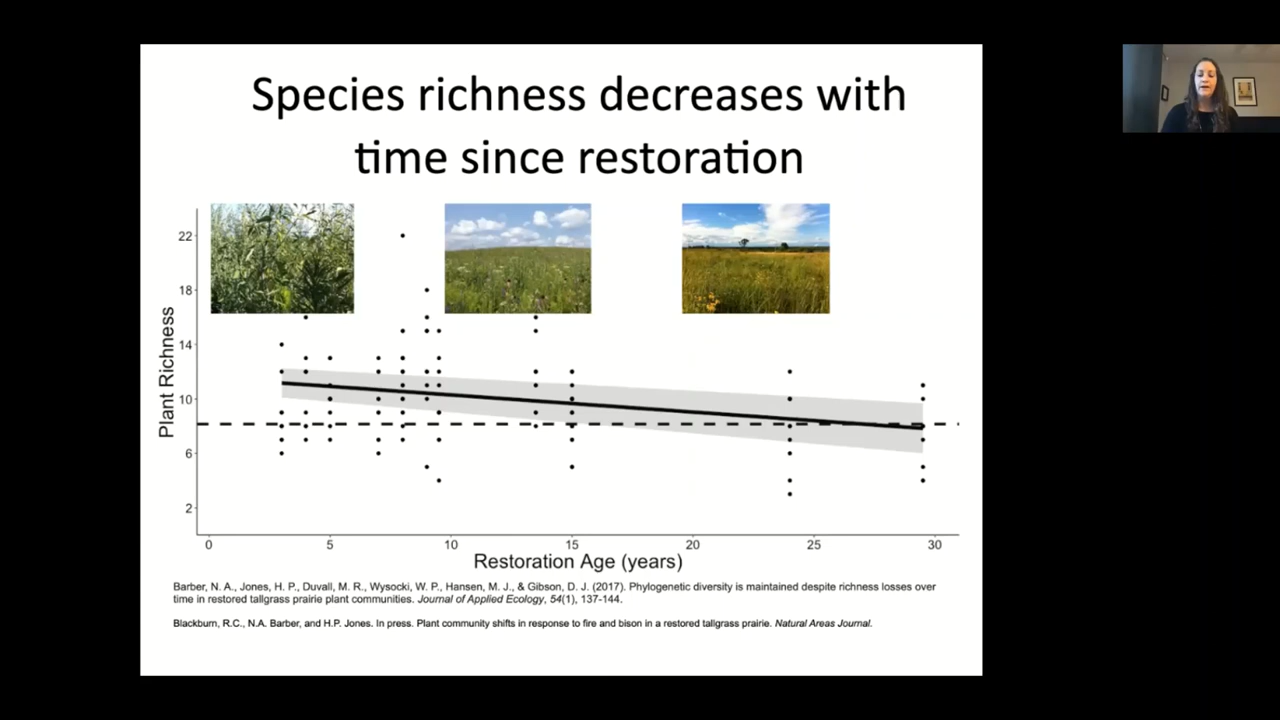 Species richness decreases with
time since restoration
22
18
14
10
6
2
Plant Richness
0 5 10 15 20 25 30
Restoration Age (years)
Barber, N. A., Jones, H. P., Duvall, M. R., Wysocki, W. P., Hansen, M. J., & Gibson, D. J. (2017). Phylogenetic diversity is maintained despite richness losses over
time in restored tallgrass prairie plant communities. Journal of Applied Ecology, 54(1), 137-144.
Blackburn, R.C., N.A. Barber, and H.P. Jones. In press. Plant community shifts in response to fire and bison in a restored tallgrass prairie. Natural Areas Journal.